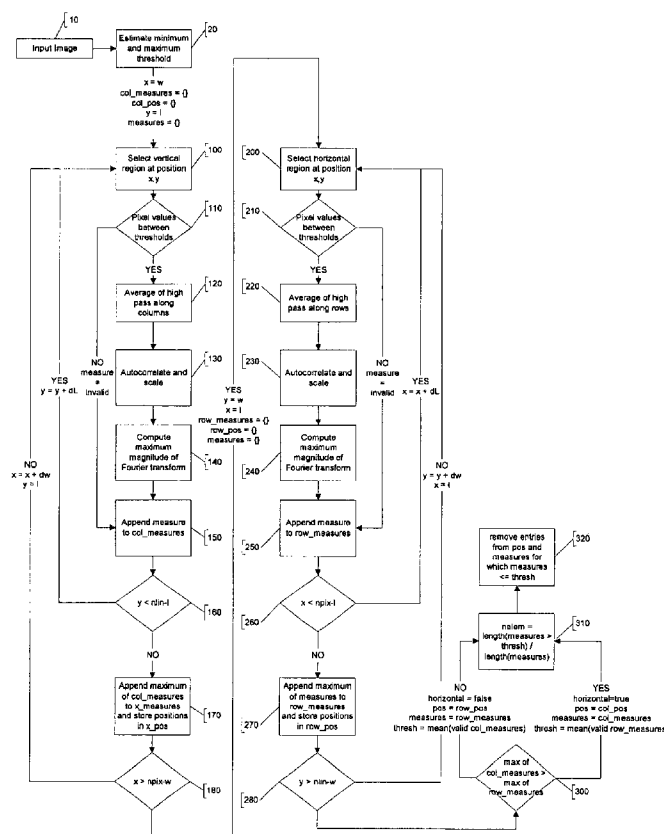 10
Input Image
20
Estimate minimum
and maximum
threshold
x = w
col_measures = {}
col_pos = {}
y = l
measures = {}
100
Select vertical
region at position
x,y
110
Pixel values
between
thresholds
YES
120
Average of high
pass along
columns
130
Autocorrelate and
scale
NO
measure
=
invalid
YES
y = y + dL
140
Compute
maximum
magnitude of
Fourier transform
NO
x = x + dw
y = l
150
Append measure
to col_measures
160
y < nlin-l
NO
170
Append maximum
of col_measures to
x_measures
and store positions
in x_pos
180
x > npix-w
YES
y = w
x = l
row_measures = {}
row_pos = {}
measures = {}
200
Select horizontal
region at position
x,y
210
Pixel values
between
thresholds
YES
220
Average of high
pass along rows
230
Autocorrelate and
scale
NO
measure
=
invalid
YES
x = x + dL
240
Compute
maximum
magnitude of
Fourier transform
NO
y = y + dw
x = l
250
Append measure
to row_measures
260
x < npix-l
NO
270
Append maximum
of measures to
row_measures
and store positions
in row_pos
280
y > nlin-w
300
max of
col_measures >
max of
row_measures
NO
horizontal = false
pos = row_pos
measures = row_measures
thresh = mean(valid col_measures)
YES
horizontal=true
pos = col_pos
measures = col_measures
thresh = mean(valid row_measures)
310
nelem =
length(measures >
thresh) /
length(measures)
320
remove entries
from pos and
measures for
which measures
<= thresh